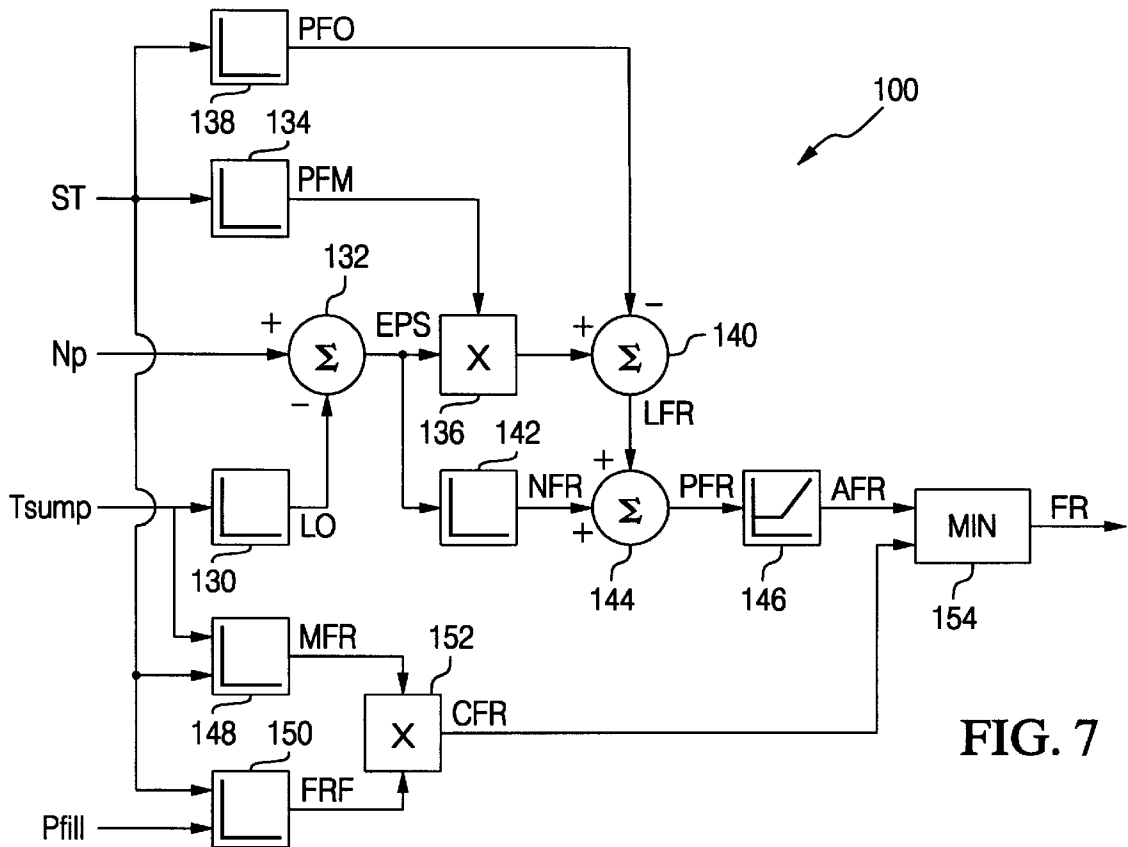 PFO
138
134
100
PFM
ST
132
+
EPS
-
+
Σ
X
Σ
140
Np
-
136
142
LFR
+
NFR
Σ
PFR
AFR
MIN
FR
+
Tsump
LO
130
144
146
154
MFR
152
148
150
X
CFR
FRF
Pfill
FIG. 7